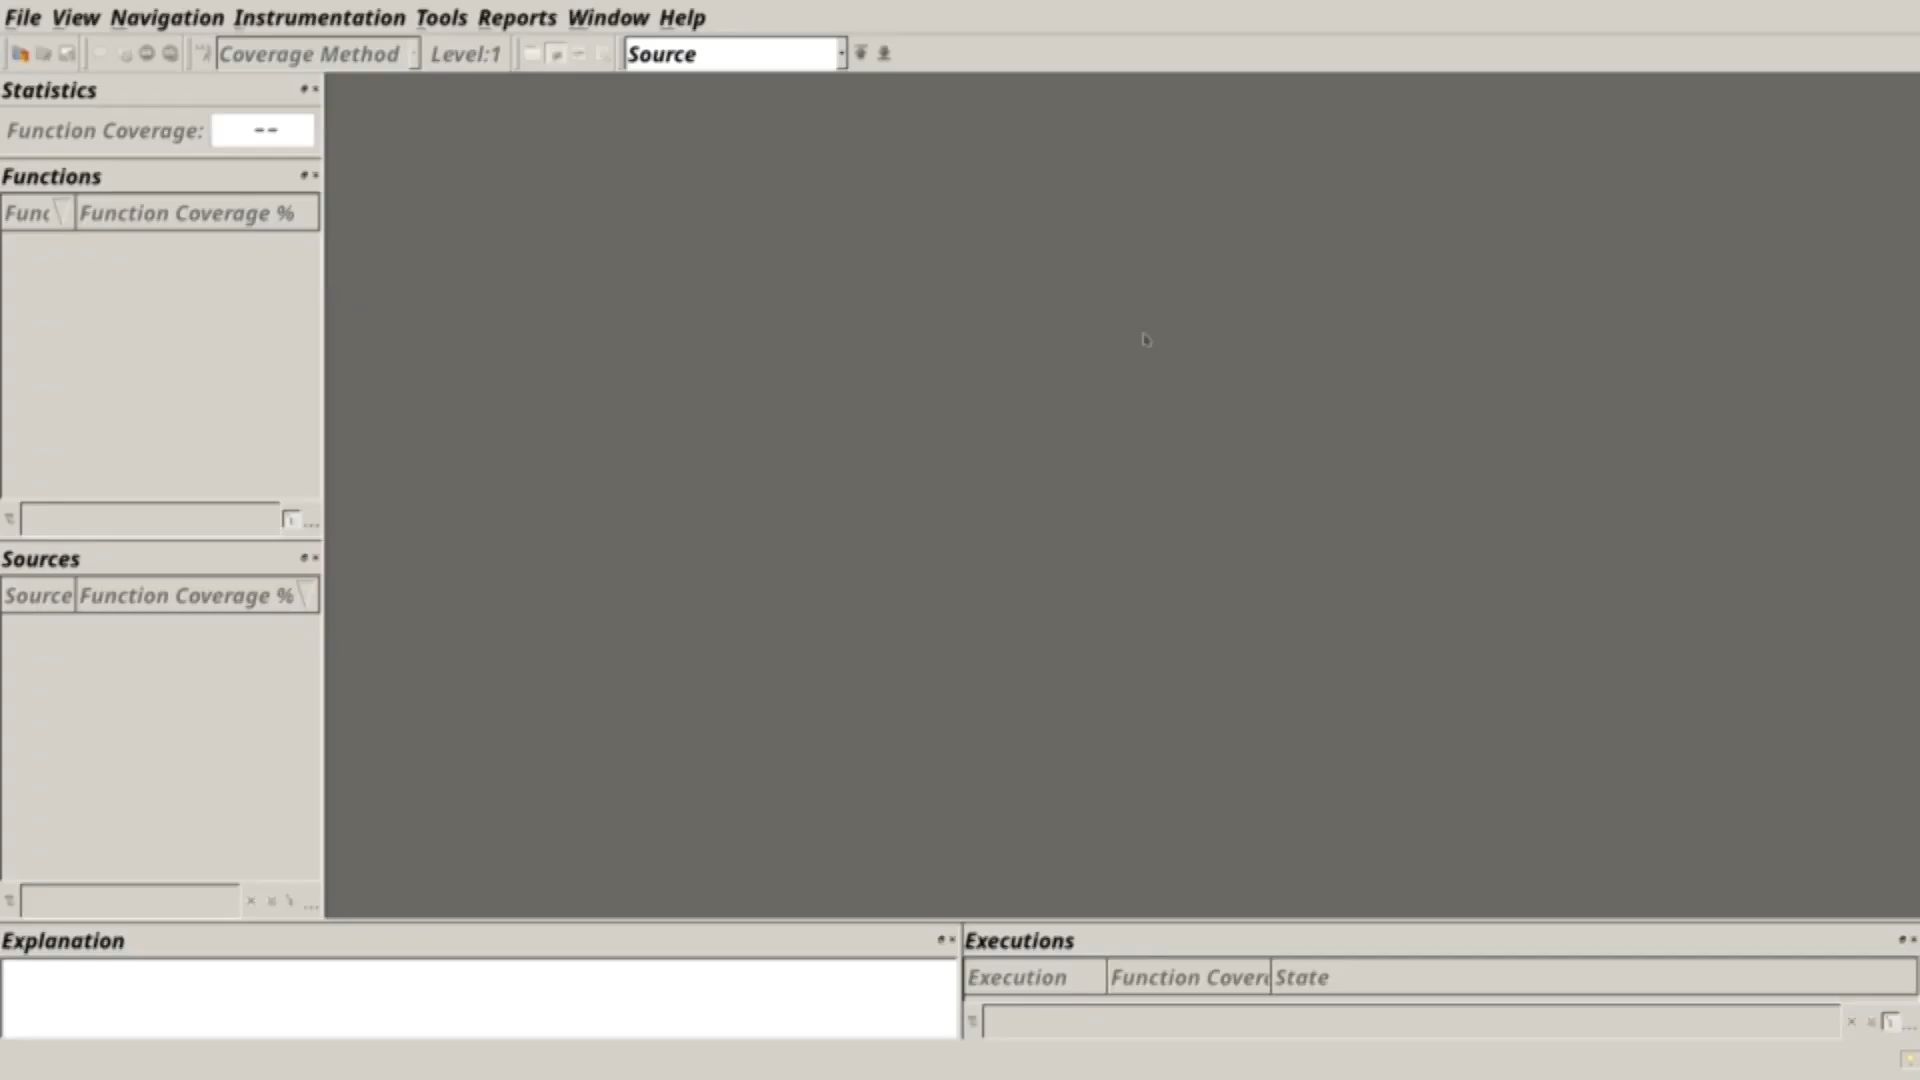 File View Navigation Instrumentation Tools Reports Window Help
Coverage Method Level:1 Source
Statistics
Function Coverage: --
Functions
Func Function Coverage %
...
Sources
Source Function Coverage %
...
Explanation
Executions
Execution Function Cover State
...